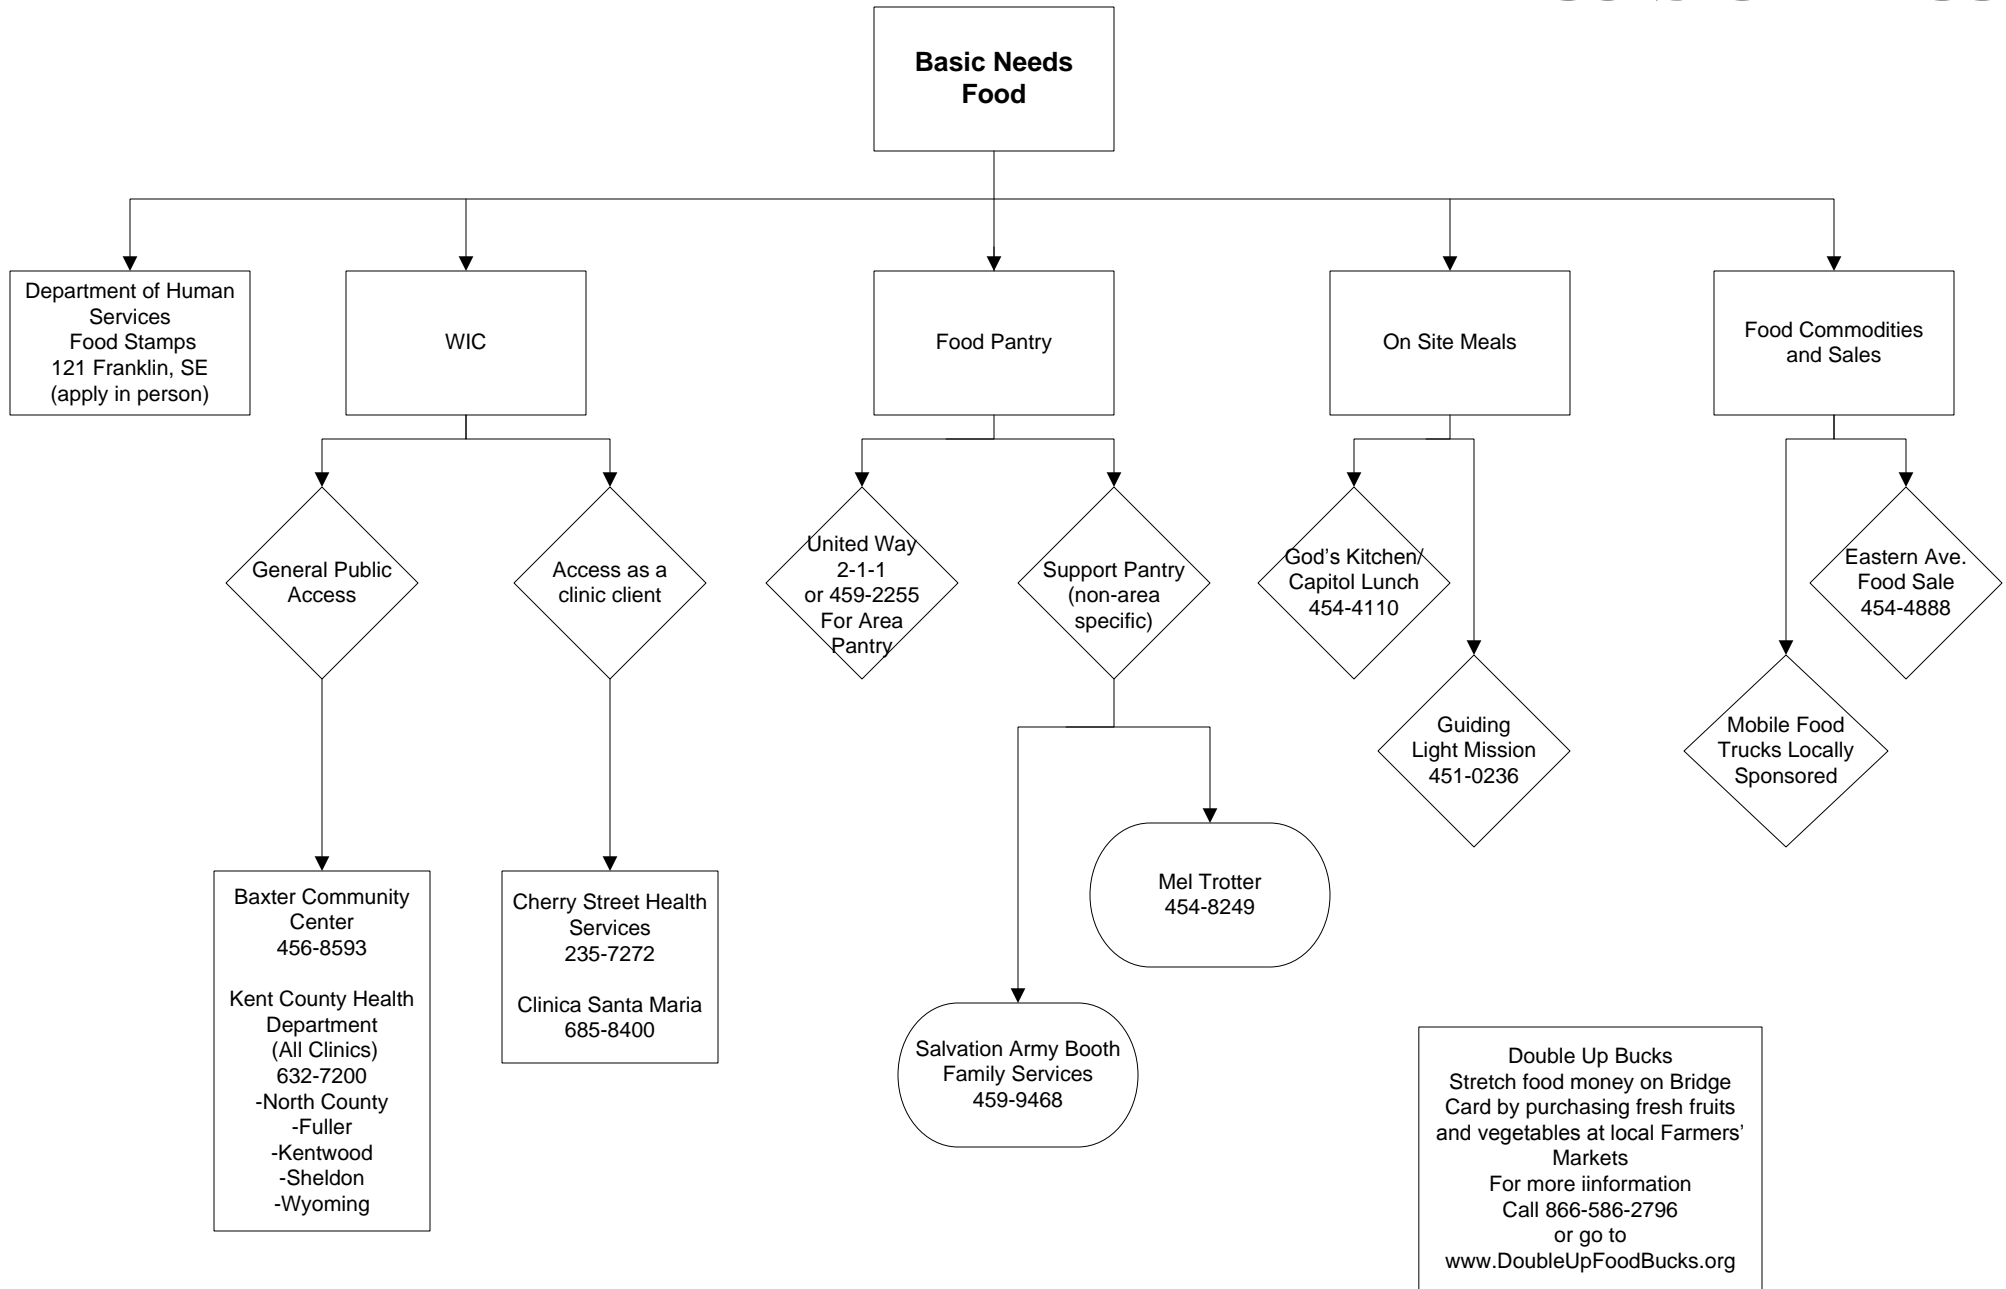 Basic Needs
Food
Department of Human
Services
Food Stamps
121 Franklin, SE
(apply in person)
WIC
Food Pantry
On Site Meals
Food Commodities
and Sales
General Public
Access
Access as a
clinic client
United Way
2-1-1
or 459-2255
For Area
Pantry
Support Pantry
(non-area
specific)
God's Kitchen/
Capitol Lunch
454-4110
Eastern Ave.
Food Sale
454-4888
Guiding
Light Mission
451-0236
Mobile Food
Trucks Locally
Sponsored
Baxter Community
Center
456-8593
Kent County Health
Department
(All Clinics)
632-7200
-North County
-Fuller
-Kentwood
-Sheldon
-Wyoming
Cherry Street Health
Services
235-7272
Clinica Santa Maria
685-8400
Mel Trotter
454-8249
Salvation Army Booth
Family Services
459-9468
Double Up Bucks
Stretch food money on Bridge
Card by purchasing fresh fruits
and vegetables at local Farmers'
Markets
For more iinformation
Call 866-586-2796
or go to
www.DoubleUpFoodBucks.org